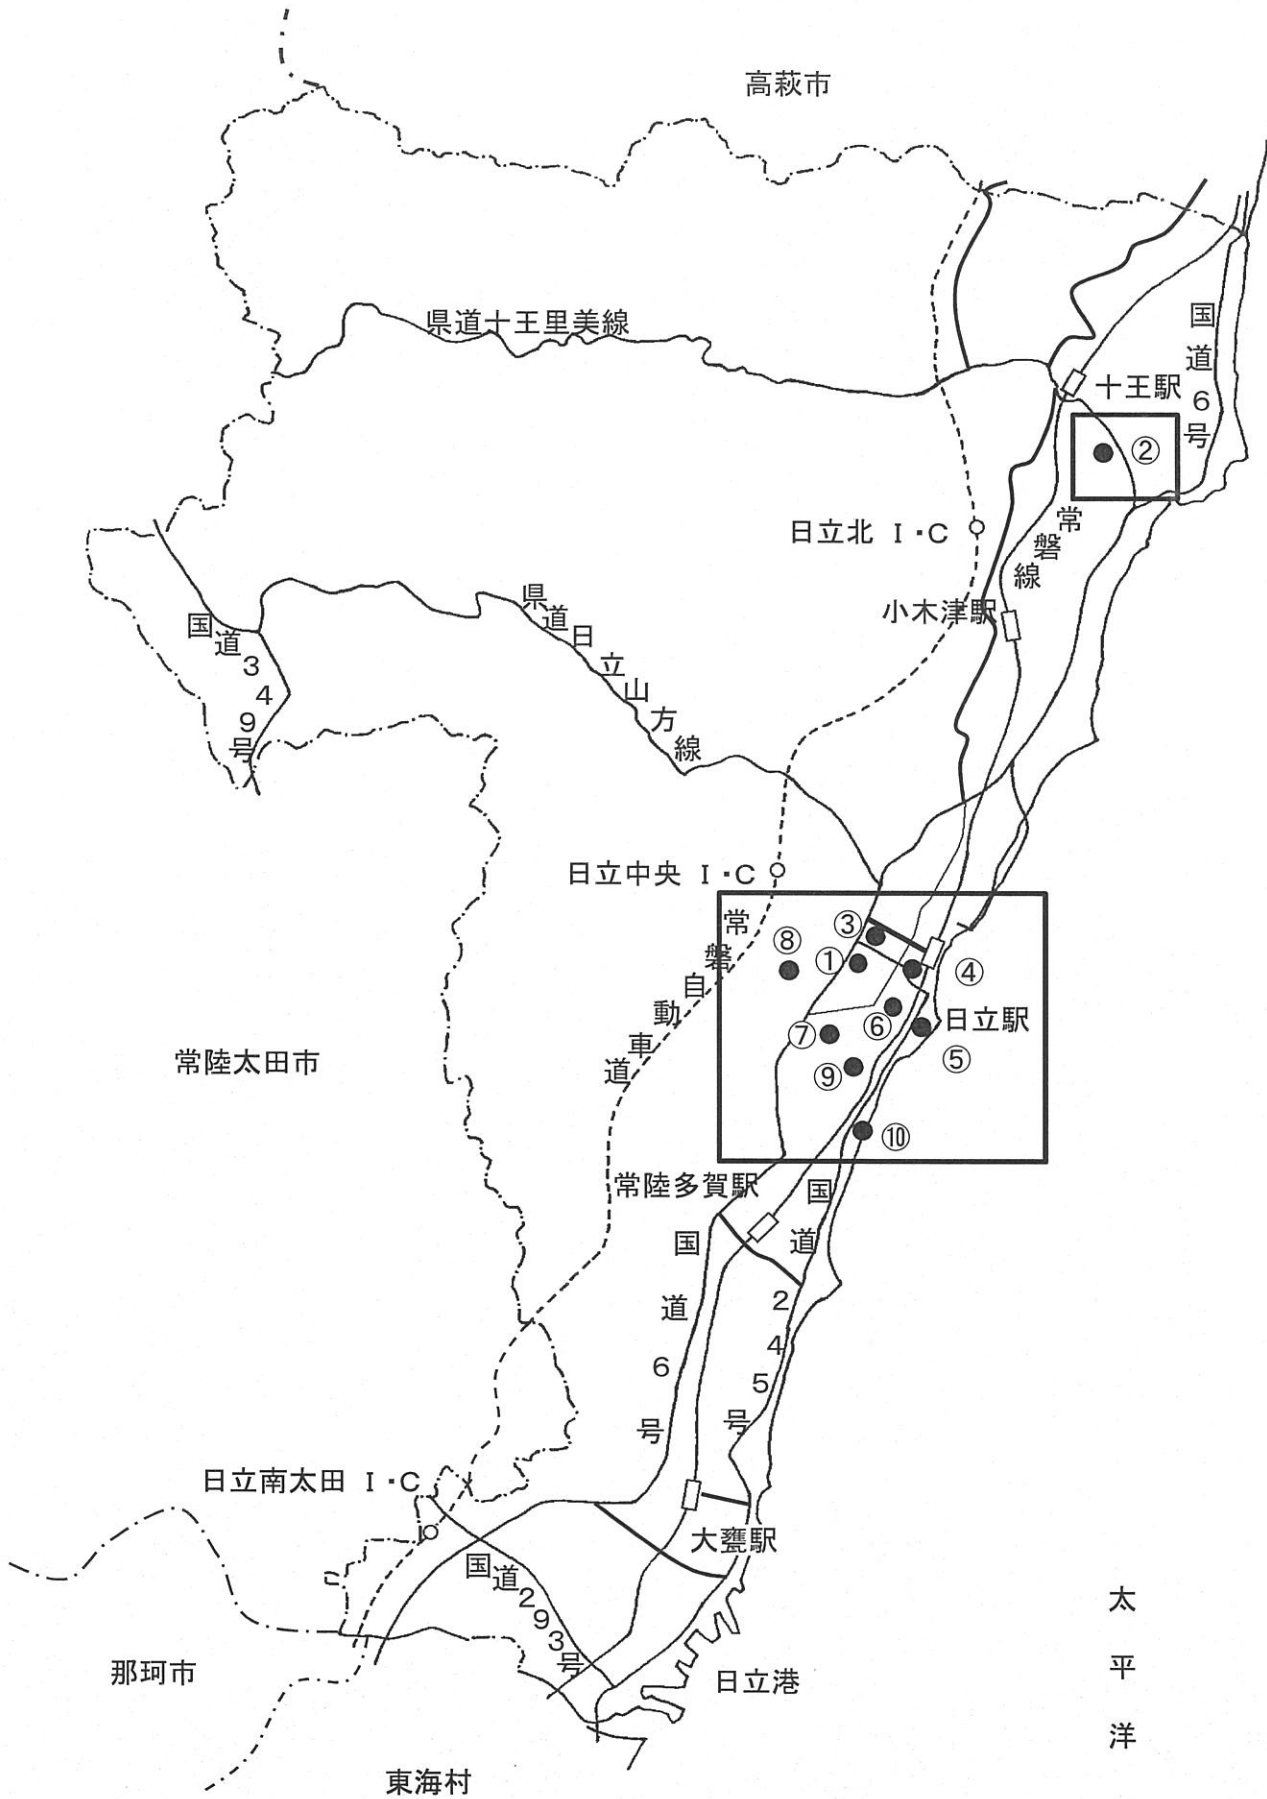 高萩市
県道十王里美線
国道6号
十王駅
②
日立北 I・C
常磐線
小木津駅
国道349号
県道日立山方線
日立中央 I・C
常磐自動車道
③
⑧
①
④
⑥
日立駅
⑦
⑤
⑨
⑩
常陸太田市
常陸多賀駅
国道6号
国道245号
日立南太田 I・C
大甕駅
国道293号
那珂市
日立港
太平洋
東海村